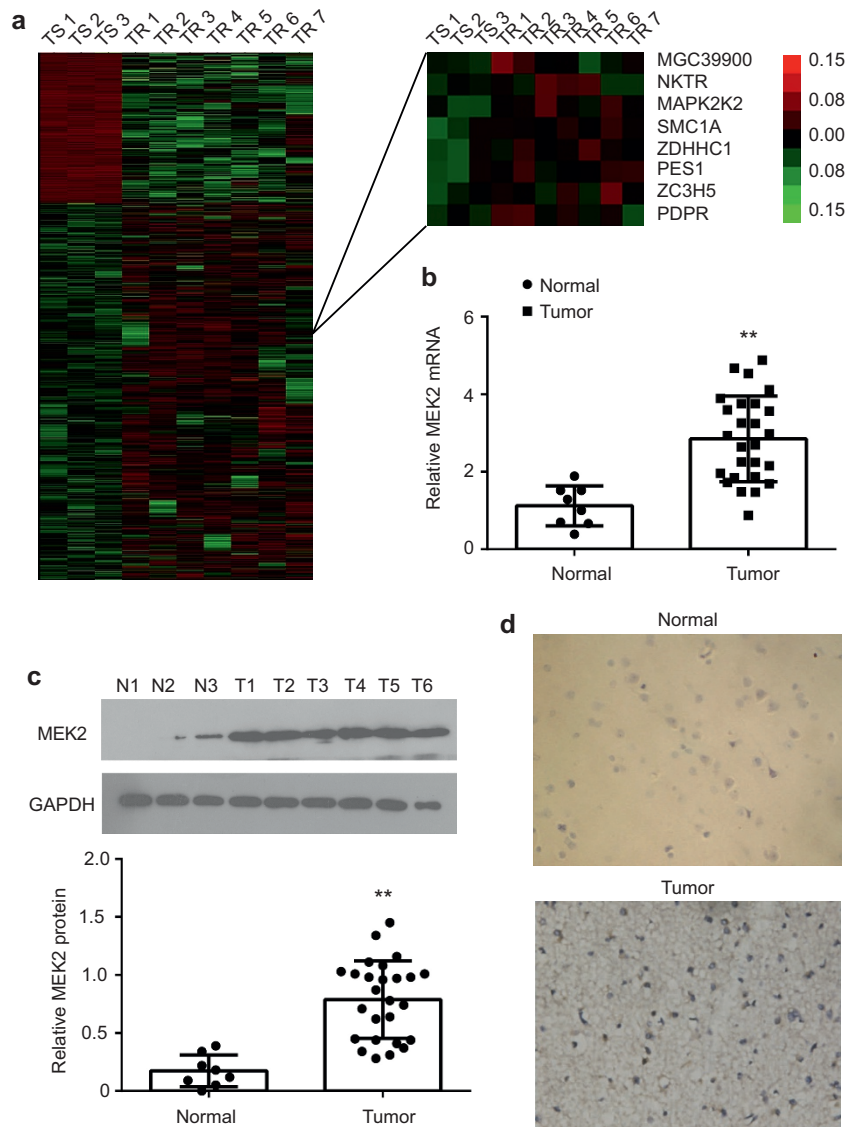 a
TS 1 TS 2 TS 3 TR 1 TR 2 TR 3 TR 4 TR 5 TR 6 TR 7
TS 1 TS 2 TS 3 TR 1 TR 2 TR 3 TR 4 TR 5 TR 6 TR 7
MGC39900
NKTR
MAPK2K2
SMC1A
ZDHHC1
PES1
ZC3H5
PDPR
0.15
0.08
0.00
0.08
0.15
b
Normal
Tumor
Relative MEK2 mRNA
6
4
2
0
**
Normal Tumor
c
N1 N2 N3 T1 T2 T3 T4 T5 T6
MEK2
GAPDH
Relative MEK2 protein
2.0
1.5
1.0
0.5
0
**
Normal Tumor
d
Normal
Tumor